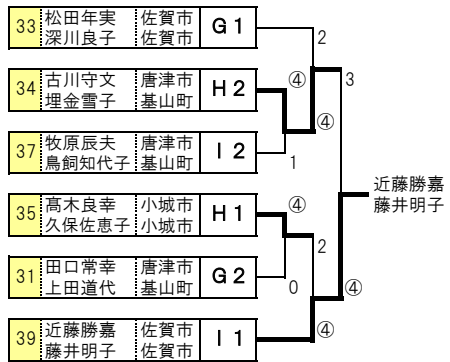 33 松田年実 佐賀市 G1
深川良子 佐賀市
2
34 古川守文 唐津市 H2 ④ 3
埋金雪子 基山町
④
37 牧原辰夫 唐津市 I2
鳥飼知代子 基山町 1
近藤勝嘉
藤井明子
35 髙木良幸 小城市 H1 ④
久保佐恵子 小城市
2
31 田口常幸 唐津市 G2
上田道代 基山町 0 ④
39 近藤勝嘉 佐賀市 I1 ④
藤井明子 佐賀市